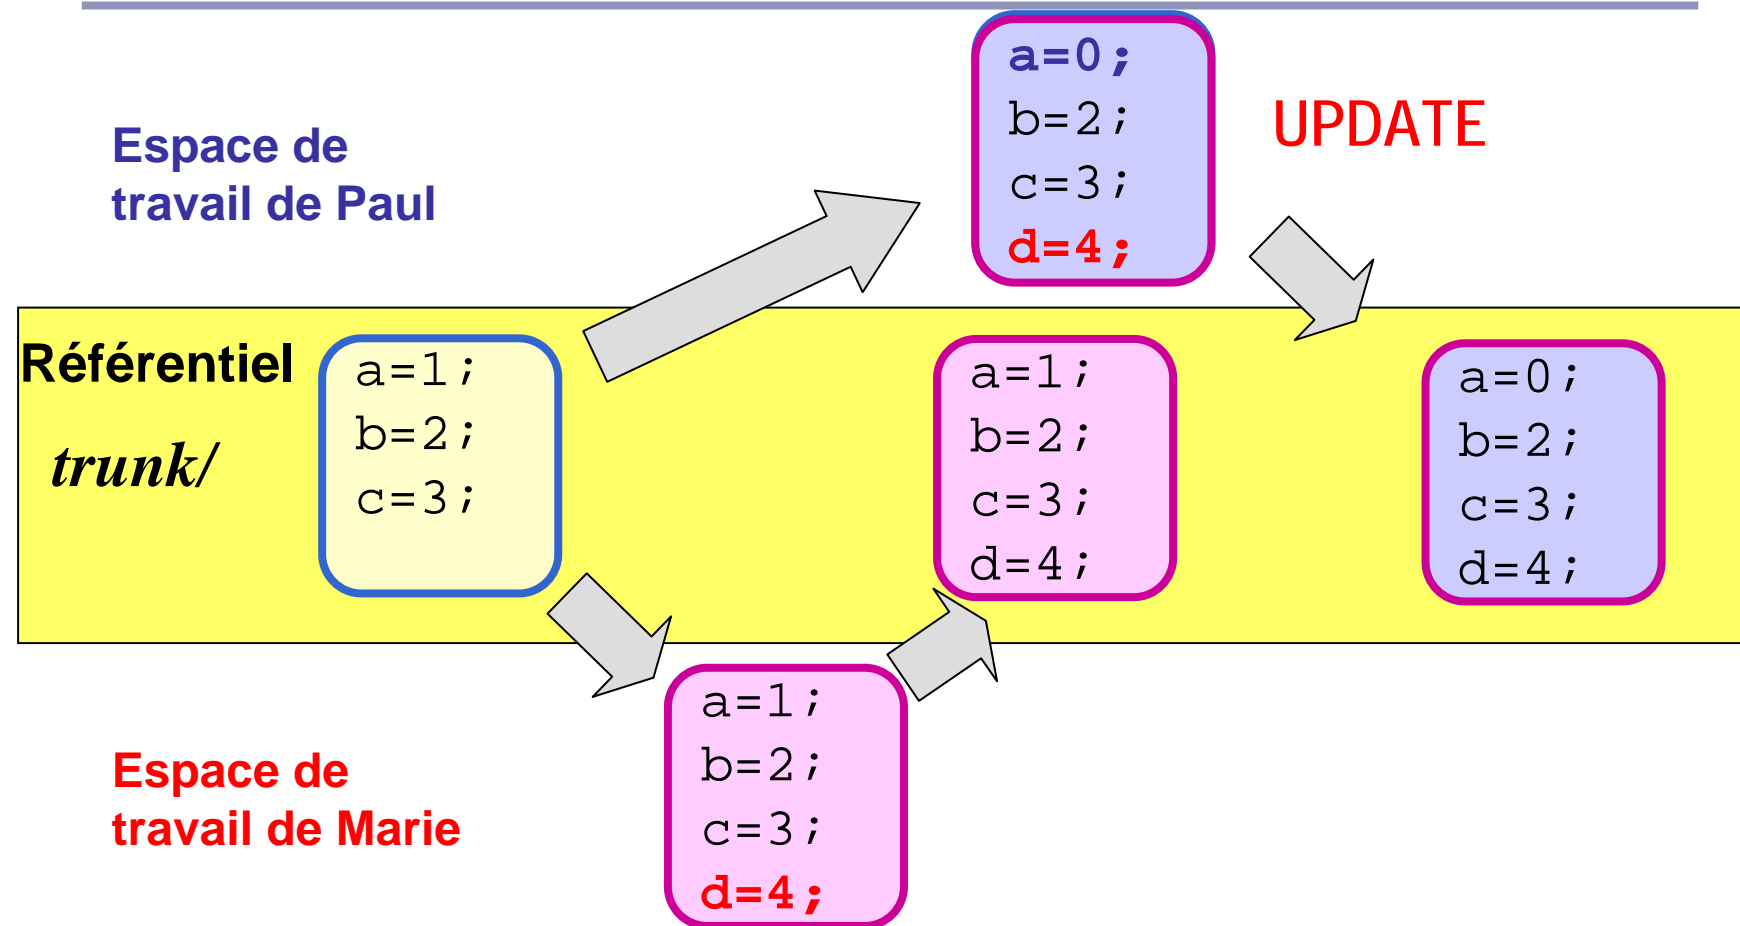 a=0;
b=2;
c=3;
d=4;
UPDATE
Espace de
travail de Paul
Référentiel
trunk/
a=1;
b=2;
c=3;
a=1;
b=2;
c=3;
d=4;
a=0;
b=2;
c=3;
d=4;
Espace de
travail de Marie
a=1;
b=2;
c=3;
d=4;